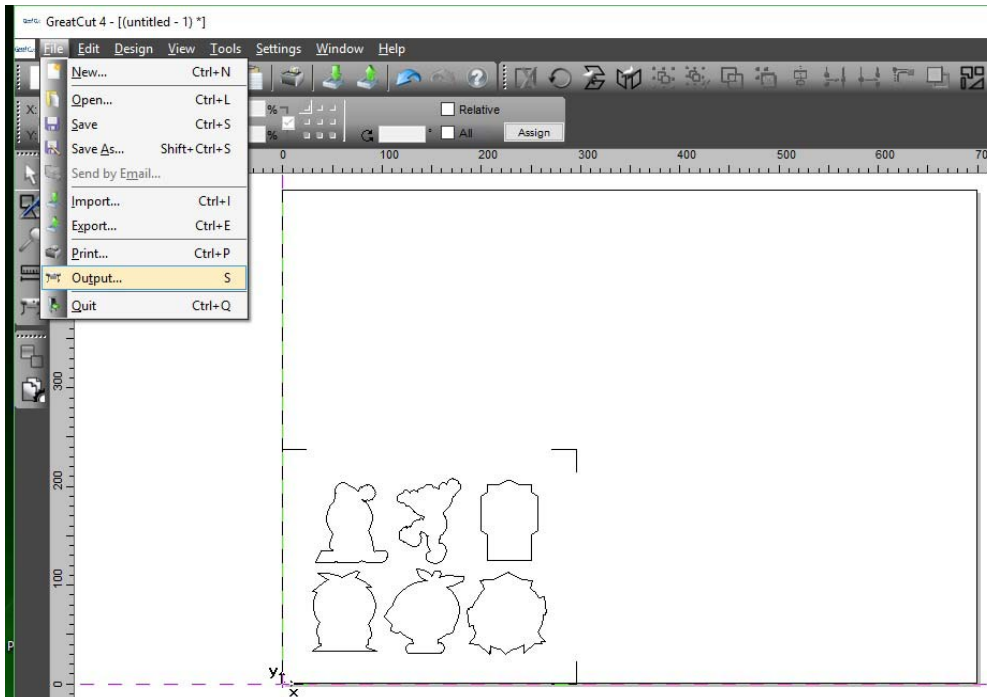 GreatCut 4 - [(untitled - 1) *]
File Edit Design View Tools Settings Window Help
New... Ctrl+N
Open... Ctrl+L
Save Ctrl+S
Save As... Shift+Ctrl+S
Send by Email...
Import... Ctrl+I
Export... Ctrl+E
Print... Ctrl+P
Output... S
Quit Ctrl+Q
X: % Relative
Y: % ° All Assign
0 100 200 300 400 500 600 70
300
200
100
0
y
x
P